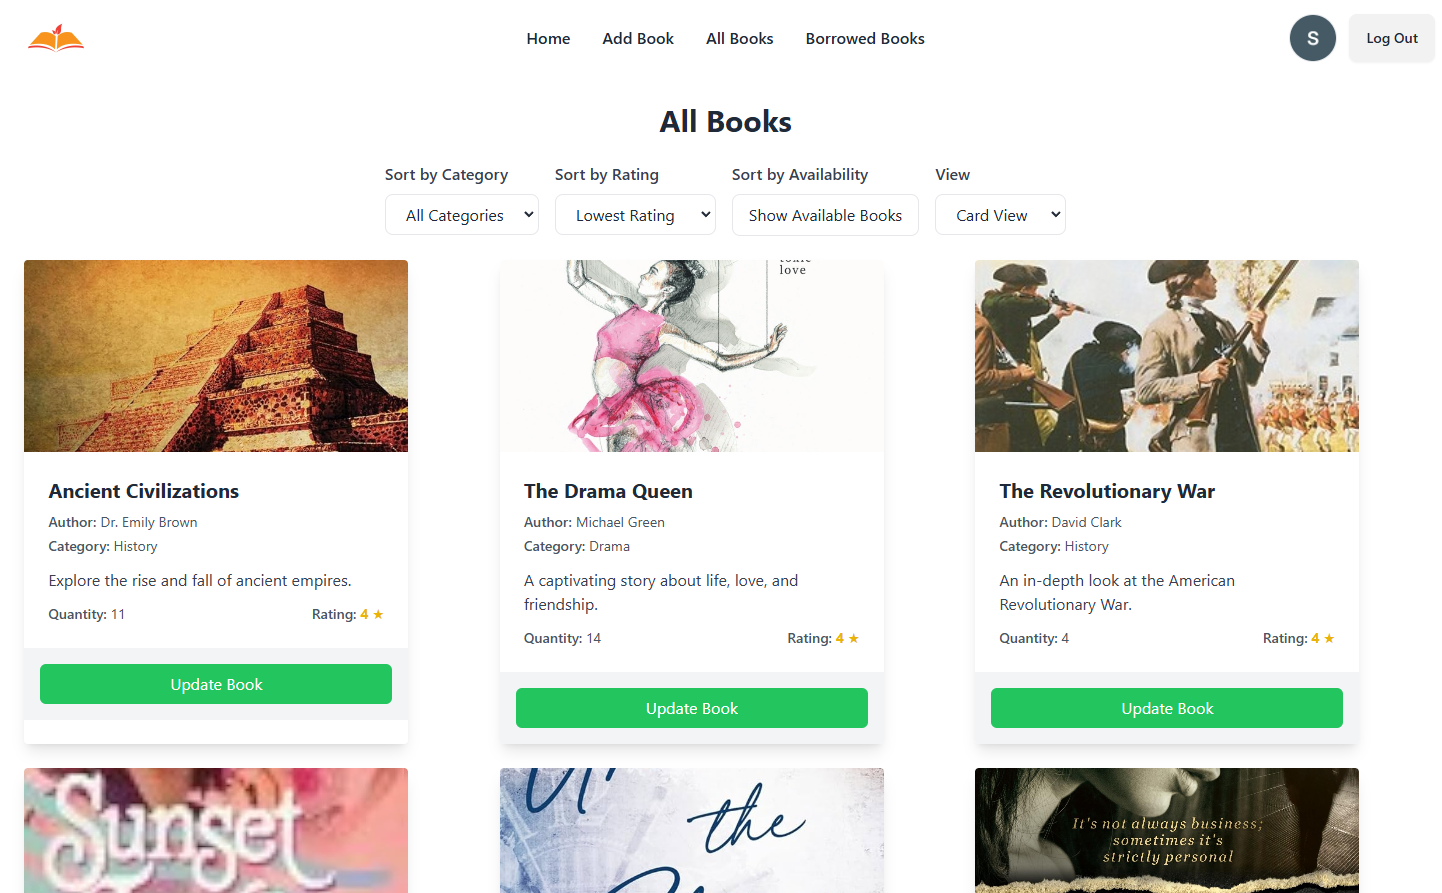 Home
Add Book
All Books
Borrowed Books
S
Log Out
All Books
Sort by Category
Sort by Rating
Sort by Availability
View
All Categories
Lowest Rating
Show Available Books
Card View
love
Ancient Civilizations
Author: Dr. Emily Brown
Category: History
Explore the rise and fall of ancient empires.
Quantity: 11
Rating: 4 ★
Update Book
The Drama Queen
Author: Michael Green
Category: Drama
A captivating story about life, love, and
friendship.
Quantity: 14
Rating: 4 ★
Update Book
The Revolutionary War
Author: David Clark
Category: History
An in-depth look at the American
Revolutionary War.
Quantity: 4
Rating: 4 ★
Update Book
Sunset
the
It's not always business;
sometimes it's
strictly personal